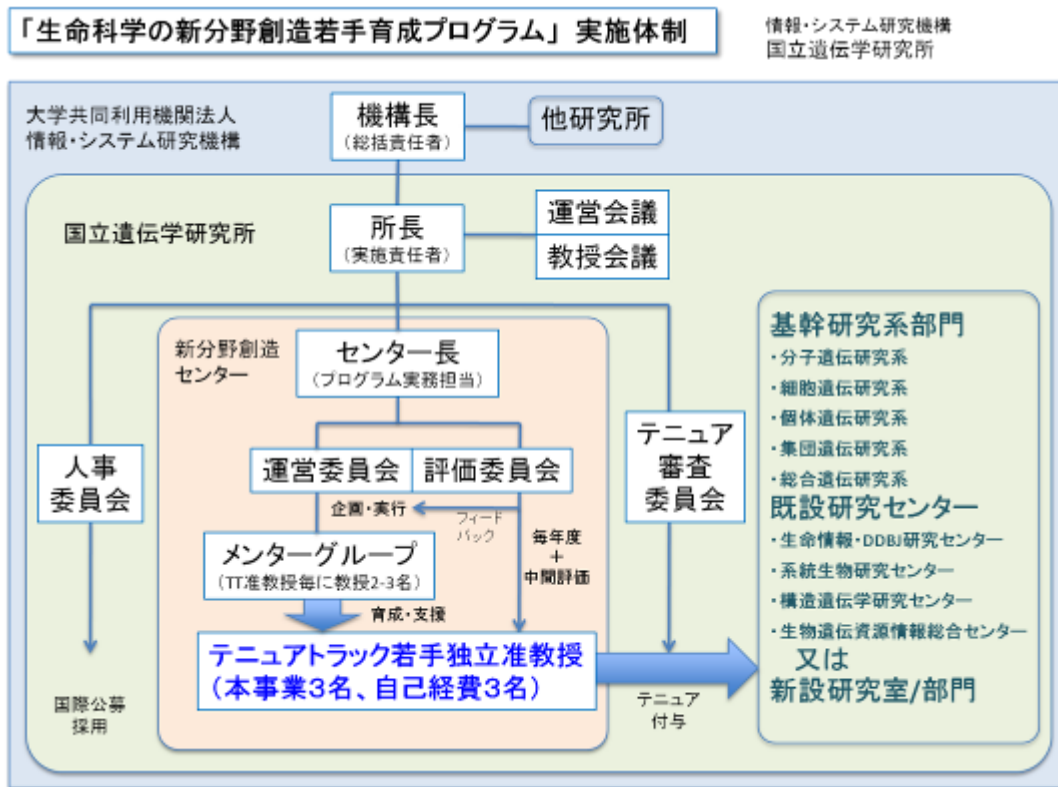 「生命科学の新分野創造若手育成プログラム」 実施体制
情報・システム研究機構
国立遺伝学研究所
大学共同利用機関法人
情報・システム研究機構
機構長
（総括責任者）
他研究所
国立遺伝学研究所
所長
（実施責任者）
運営会議
教授会議
新分野創造
センター
センター長
（プログラム実務担当）
人事
委員会
運営委員会
評価委員会
テニュア
審査
委員会
企画・実行
フィード
バック
毎年度
＋
中間評価
メンターグループ
（TT准教授毎に教授2-3名）
育成・支援
テニュアトラック若手独立准教授
（本事業３名、自己経費３名）
国際公募
採用
テニュア
付与
基幹研究系部門
・分子遺伝研究系
・細胞遺伝研究系
・個体遺伝研究系
・集団遺伝研究系
・総合遺伝研究系
既設研究センター
・生命情報・DDBJ研究センター
・系統生物研究センター
・構造遺伝学研究センター
・生物遺伝資源情報総合センター
又は
新設研究室/部門